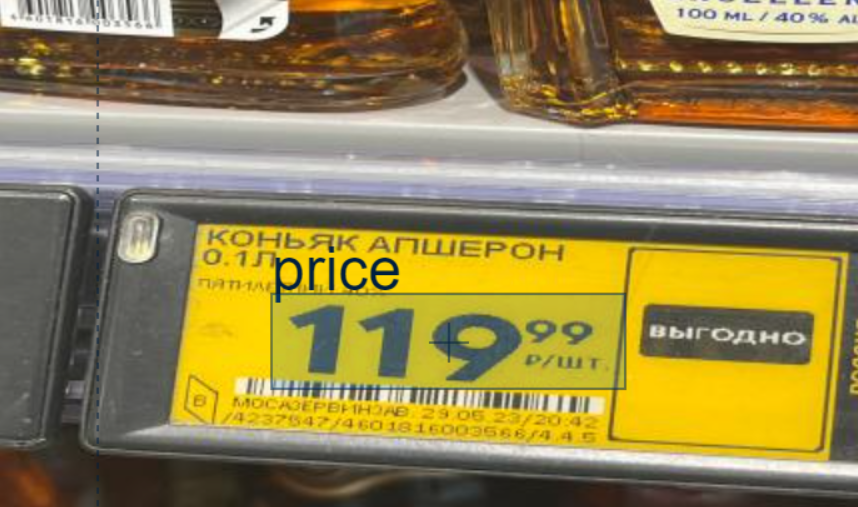 100 ML / 40%
КОНЬЯК АПШЕРОН
0.1Л
price
119 99
₽/ШТ.
ВЫГОДНО
В
29.05.23/20:42
/4237547/4601816003566/4.4.5